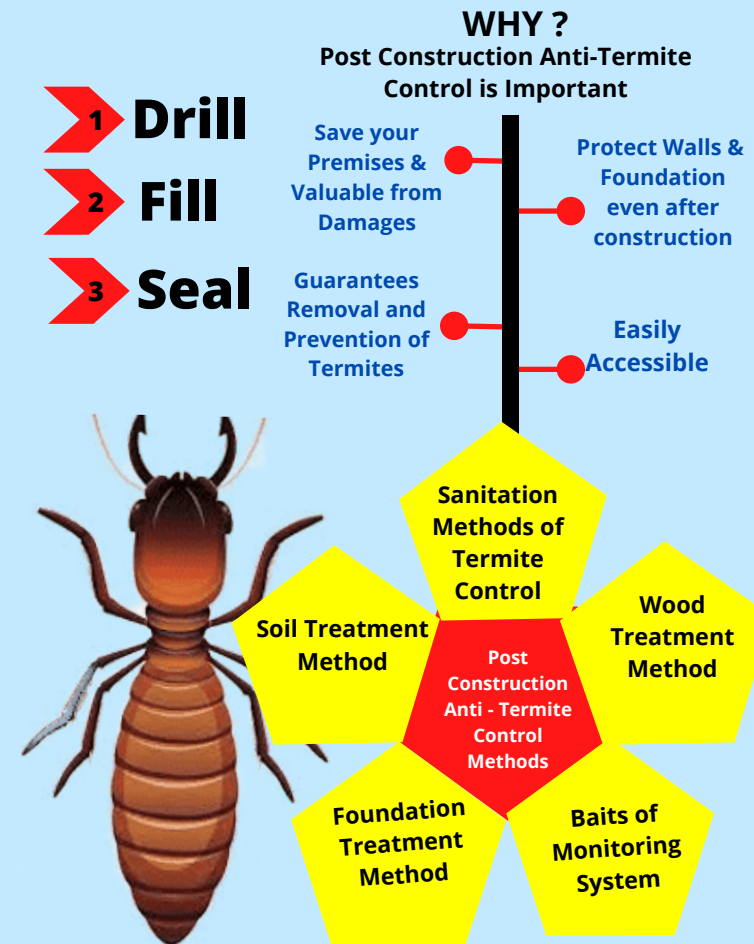 WHY ?
Post Construction Anti-Termite
Control is Important
1 Drill
2 Fill
3 Seal
Save your
Premises &
Valuable from
Damages
Protect Walls &
Foundation
even after
construction
Guarantees
Removal and
Prevention of
Termites
Easily
Accessible
Sanitation
Methods of
Termite
Control
Soil Treatment
Method
Wood
Treatment
Method
Post
Construction
Anti - Termite
Control
Methods
Foundation
Treatment
Method
Baits of
Monitoring
System